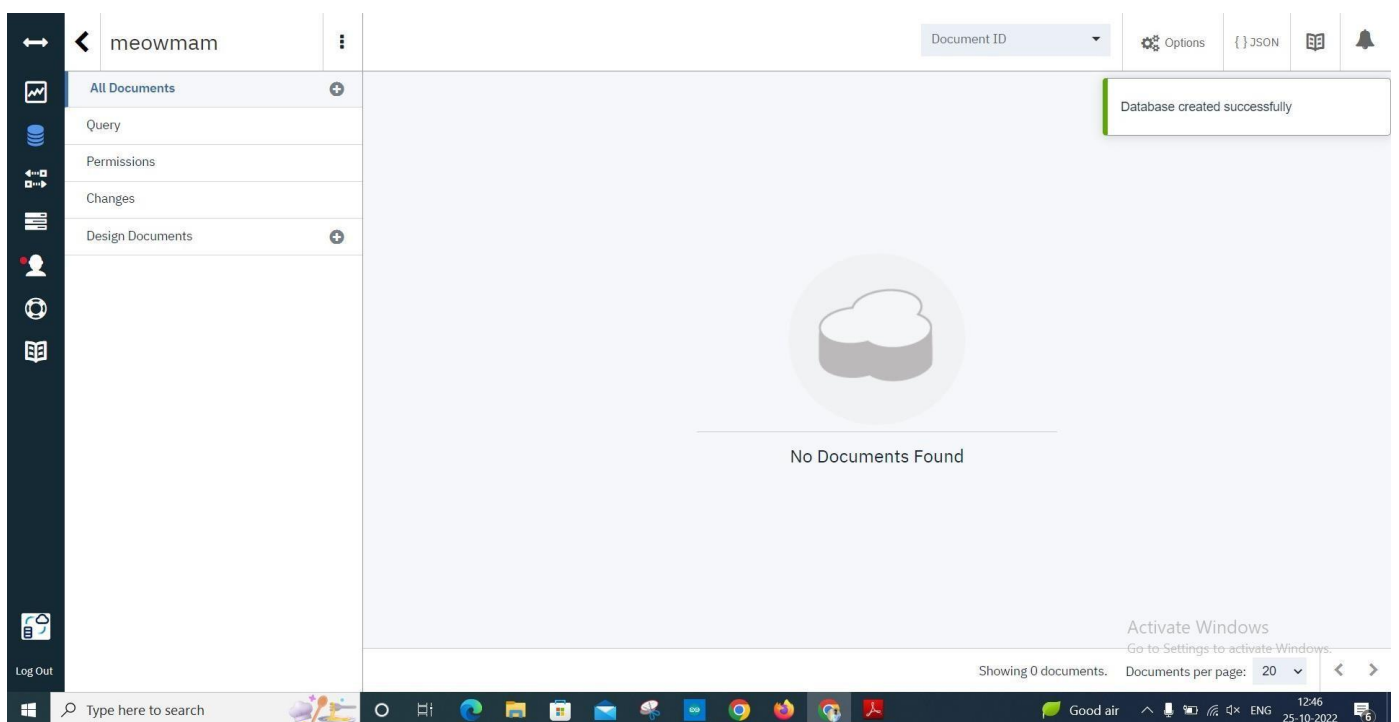 meowmam
Document ID
Options
{ } JSON
All Documents
Database created successfully
Query
Permissions
Changes
Design Documents
No Documents Found
Activate Windows
Go to Settings to activate Windows.
Log Out
Showing 0 documents.
Documents per page: 20
Type here to search
Good air
ENG
12:46
25-10-2022
6